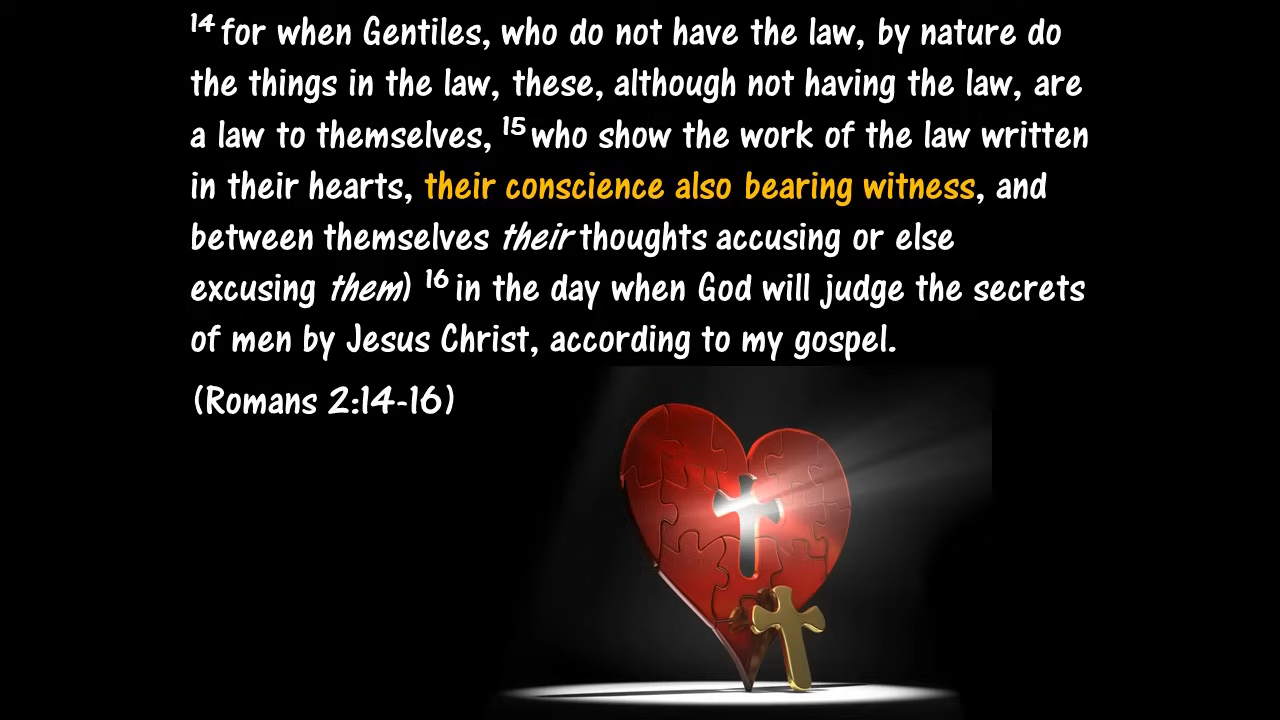 14 for when Gentiles, who do not have the law, by nature do
the things in the law, these, although not having the law, are
a law to themselves, 15 who show the work of the law written
in their hearts, their conscience also bearing witness, and
between themselves their thoughts accusing or else
excusing them) 16 in the day when God will judge the secrets
of men by Jesus Christ, according to my gospel.
(Romans 2:14-16)